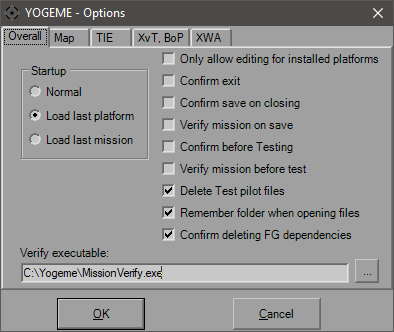 YOGEME - Options
Overall Map TIE XvT, BoP XWA
Startup
Normal
Load last platform
Load last mission
Only allow editing for installed platforms
Confirm exit
Confirm save on closing
Verify mission on save
Confirm before Testing
Verify mission before test
Delete Test pilot files
Remember folder when opening files
Confirm deleting FG dependencies
Verify executable:
C:\Yogeme\MissionVerify.exe
...
OK Cancel